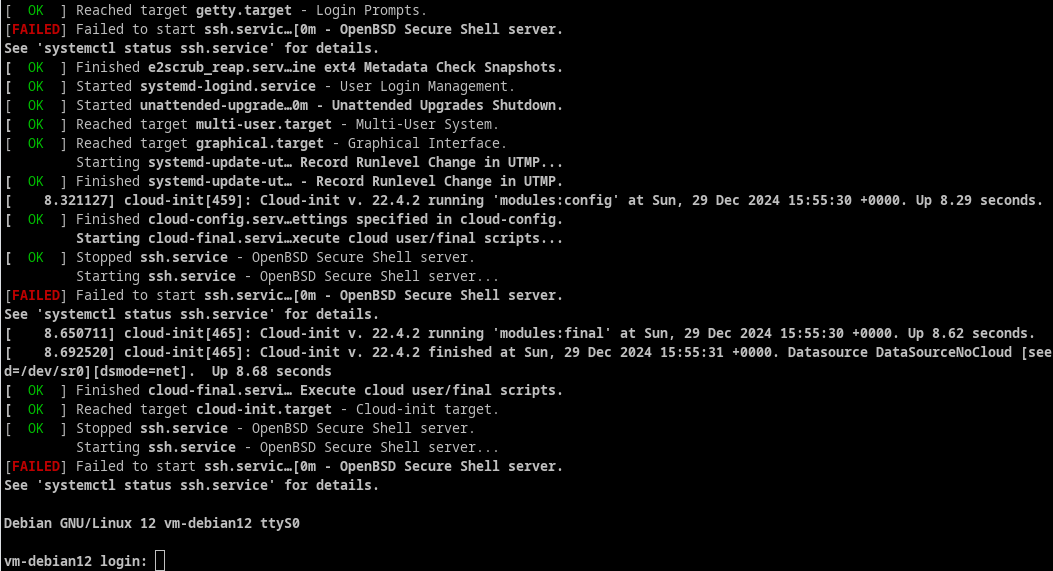 [  OK  ] Reached target getty.target - Login Prompts.
[FAILED] Failed to start ssh.servic…[0m - OpenBSD Secure Shell server.
See 'systemctl status ssh.service' for details.
[  OK  ] Finished e2scrub_reap.serv…ine ext4 Metadata Check Snapshots.
[  OK  ] Started systemd-logind.service - User Login Management.
[  OK  ] Started unattended-upgrade…0m - Unattended Upgrades Shutdown.
[  OK  ] Reached target multi-user.target - Multi-User System.
[  OK  ] Reached target graphical.target - Graphical Interface.
         Starting systemd-update-ut… Record Runlevel Change in UTMP...
[  OK  ] Finished systemd-update-ut… - Record Runlevel Change in UTMP.
[    8.321127] cloud-init[459]: Cloud-init v. 22.4.2 running 'modules:config' at Sun, 29 Dec 2024 15:55:30 +0000. Up 8.29 seconds.
[  OK  ] Finished cloud-config.serv…ettings specified in cloud-config.
         Starting cloud-final.servi…xecute cloud user/final scripts...
[  OK  ] Stopped ssh.service - OpenBSD Secure Shell server.
         Starting ssh.service - OpenBSD Secure Shell server...
[FAILED] Failed to start ssh.servic…[0m - OpenBSD Secure Shell server.
See 'systemctl status ssh.service' for details.
[    8.650711] cloud-init[465]: Cloud-init v. 22.4.2 running 'modules:final' at Sun, 29 Dec 2024 15:55:30 +0000. Up 8.62 seconds.
[    8.692520] cloud-init[465]: Cloud-init v. 22.4.2 finished at Sun, 29 Dec 2024 15:55:31 +0000. Datasource DataSourceNoCloud [see
d=/dev/sr0][dsmode=net].  Up 8.68 seconds
[  OK  ] Finished cloud-final.servi… Execute cloud user/final scripts.
[  OK  ] Reached target cloud-init.target - Cloud-init target.
[  OK  ] Stopped ssh.service - OpenBSD Secure Shell server.
         Starting ssh.service - OpenBSD Secure Shell server...
[FAILED] Failed to start ssh.servic…[0m - OpenBSD Secure Shell server.
See 'systemctl status ssh.service' for details.

Debian GNU/Linux 12 vm-debian12 ttyS0

vm-debian12 login: